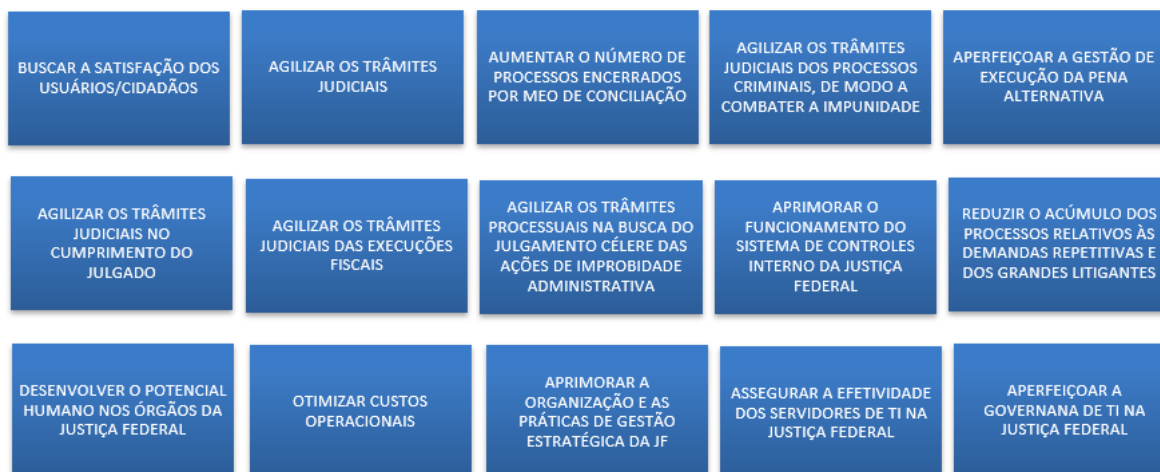 BUSCAR A SATISFAÇÃO DOS
USUÁRIOS/CIDADÃOS
AGILIZAR OS TRÂMITES
JUDICIAIS
AUMENTAR O NÚMERO DE
PROCESSOS ENCERRADOS
POR MEO DE CONCILIAÇÃO
AGILIZAR OS TRÂMITES
JUDICIAIS DOS PROCESSOS
CRIMINAIS, DE MODO A
COMBATER A IMPUNIDADE
APERFEIÇOAR A GESTÃO DE
EXECUÇÃO DA PENA
ALTERNATIVA
AGILIZAR OS TRÂMITES
JUDICIAIS NO
CUMPRIMENTO DO
JULGADO
AGILIZAR OS TRÂMITES
JUDICIAIS DAS EXECUÇÕES
FISCAIS
AGILIZAR OS TRÂMITES
PROCESSUAIS NA BUSCA DO
JULGAMENTO CÉLERE DAS
AÇÕES DE IMPROBIDADE
ADMINISTRATIVA
APRIMORAR O
FUNCIONAMENTO DO
SISTEMA DE CONTROLES
INTERNO DA JUSTIÇA
FEDERAL
REDUZIR O ACÚMULO DOS
PROCESSOS RELATIVOS ÀS
DEMANDAS REPETITIVAS E
DOS GRANDES LITIGANTES
DESENVOLVER O POTENCIAL
HUMANO NOS ÓRGÃOS DA
JUSTIÇA FEDERAL
OTIMIZAR CUSTOS
OPERACIONAIS
APRIMORAR A
ORGANIZAÇÃO E AS
PRÁTICAS DE GESTÃO
ESTRATÉGICA DA JF
ASSEGURAR A EFETIVIDADE
DOS SERVIDORES DE TI NA
JUSTIÇA FEDERAL
APERFEIÇOAR A
GOVERNANA DE TI NA
JUSTIÇA FEDERAL